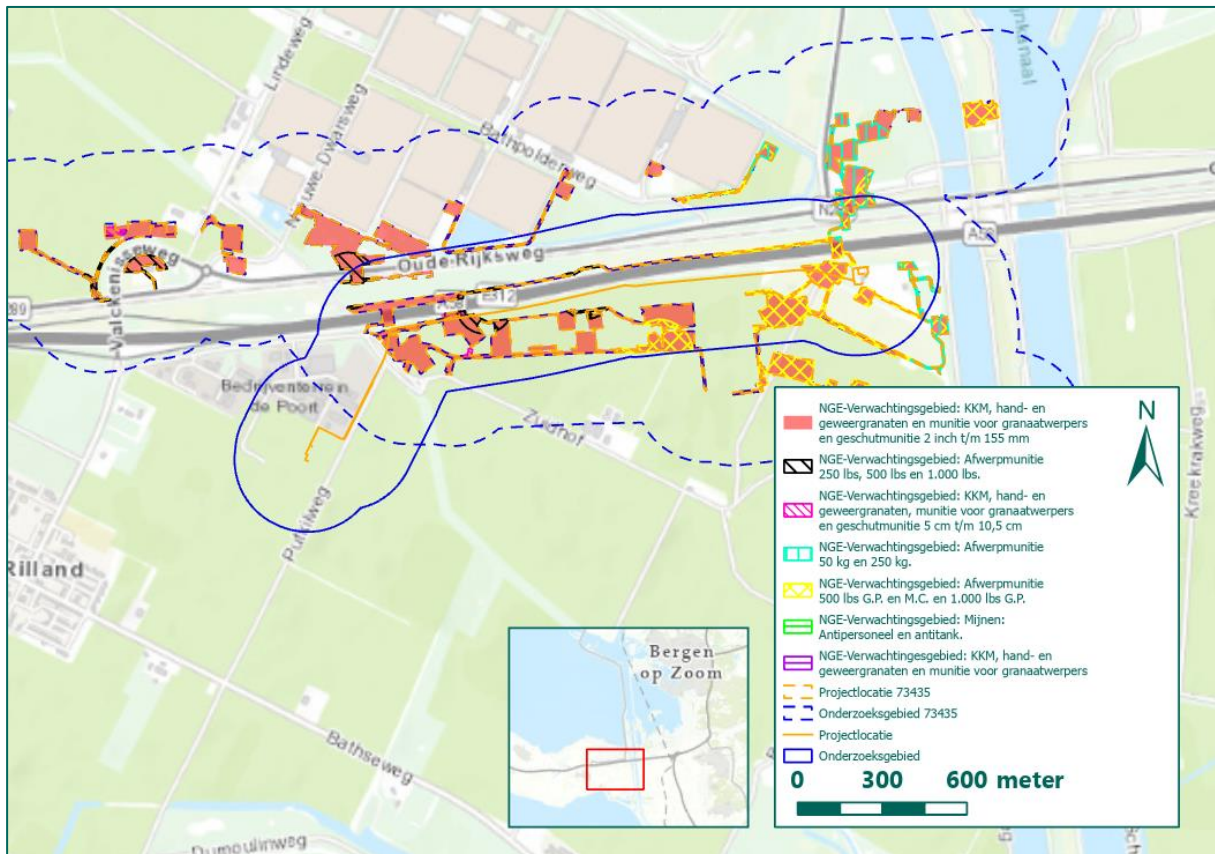 Lindeweg
Nieuwe-Dwarsweg
Bathpolderweg
Valckenisseweg
Oude-Rijksweg
A58
E312
A58
289
Bedrijventerrein
de Poort
Zuidhof
Putkilweg
Rilland
Bathseweg
Dumoulinweg
Kreekrakweg
Bergen
op Zoom
NGE-Verwachtingsgebied: KKM, hand- en
geweergranaten en munitie voor granaatwerpers
en geschutmunitie 2 inch t/m 155 mm
NGE-Verwachtingsgebied: Afwerpmunitie
250 lbs, 500 lbs en 1.000 lbs.
NGE-Verwachtingsgebied: KKM, hand- en
geweergranaten, munitie voor granaatwerpers
en geschutmunitie 5 cm t/m 10,5 cm
NGE-Verwachtingsgebied: Afwerpmunitie
50 kg en 250 kg.
NGE-Verwachtingsgebied: Afwerpmunitie
500 lbs G.P. en M.C. en 1.000 lbs G.P.
NGE-Verwachtingsgebied: Mijnen:
Antipersoneel en antitank.
NGE-Verwachtingesgebied: KKM, hand- en
geweergranaten en munitie voor granaatwerpers
Projectlocatie 73435
Onderzoeksgebied 73435
Projectlocatie
Onderzoeksgebied
N
0 300 600 meter